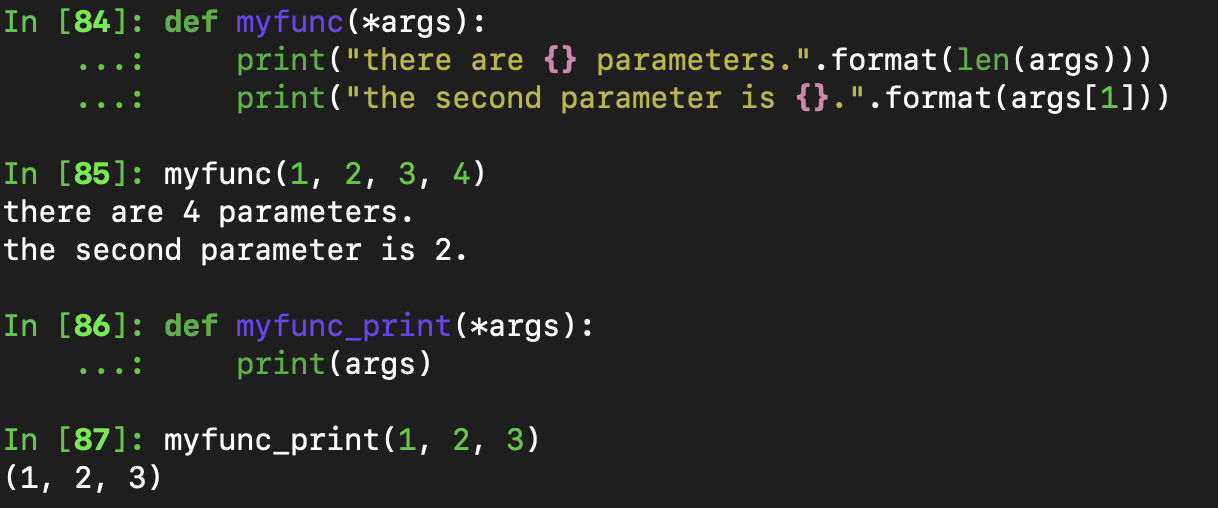 In [84]: def myfunc(*args):
    ...:     print("there are {} parameters.".format(len(args)))
    ...:     print("the second parameter is {}.".format(args[1]))
In [85]: myfunc(1, 2, 3, 4)
there are 4 parameters.
the second parameter is 2.
In [86]: def myfunc_print(*args):
    ...:     print(args)
In [87]: myfunc_print(1, 2, 3)
(1, 2, 3)